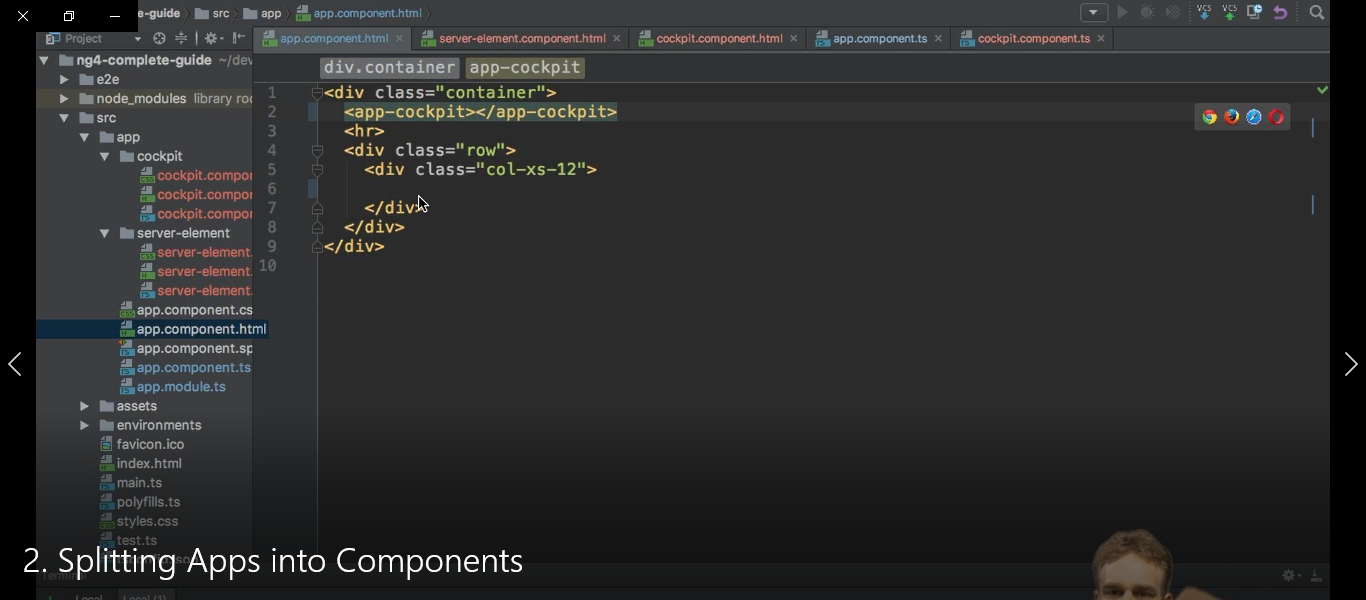 e-guide src app app.component.html
Project
app.component.html server-element.component.html cockpit.component.html app.component.ts cockpit.component.ts
VCS VCS
div.container app-cockpit
ng4-complete-guide ~/dev
e2e
node_modules library roo
src
app
cockpit
cockpit.compor
cockpit.compor
cockpit.compor
server-element
server-element.
server-element.
server-element.
app.component.cs
app.component.html
app.component.sp
app.component.ts
app.module.ts
assets
environments
favicon.ico
index.html
main.ts
polyfills.ts
styles.css
test.ts
1 <div class="container">
2 <app-cockpit></app-cockpit>
3 <hr>
4 <div class="row">
5 <div class="col-xs-12">
6
7 </div>
8 </div>
9 </div>
10
2. Splitting Apps into Components
Terminal
Local Local (1)